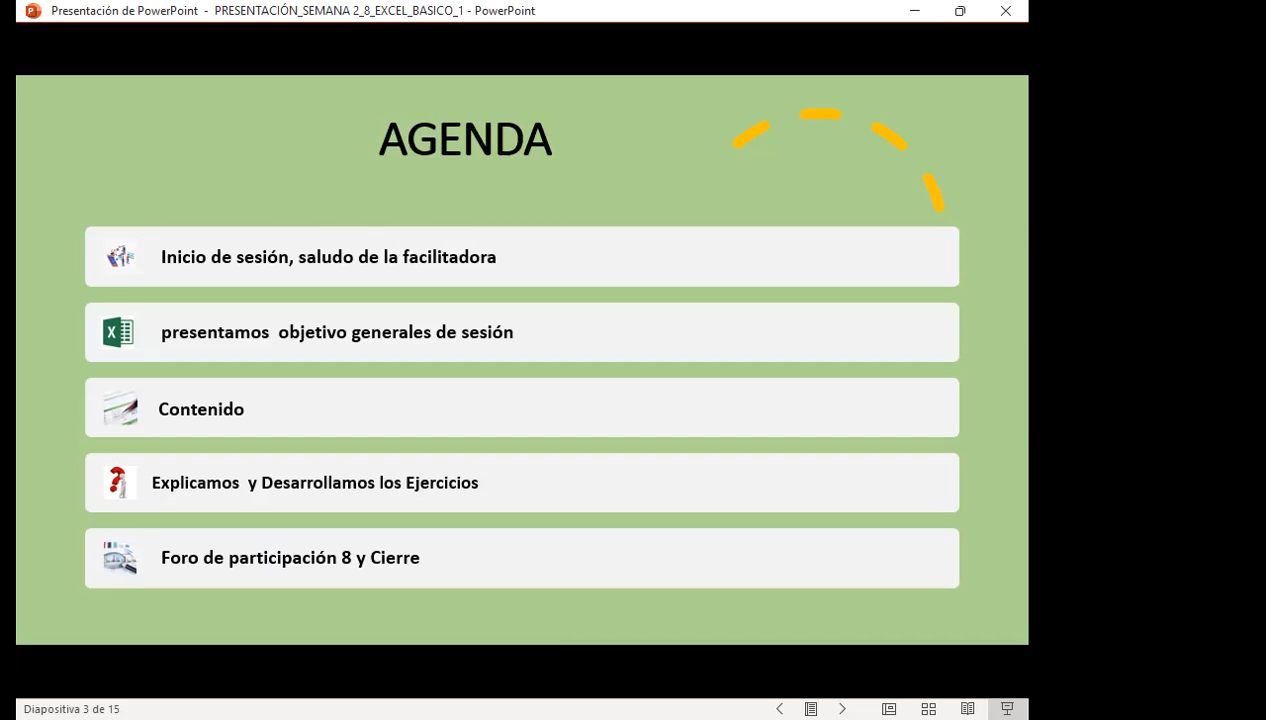 Presentación de PowerPoint - PRESENTACIÓN_SEMANA 2_8_EXCEL_BASICO_1 - PowerPoint
AGENDA
Inicio de sesión, saludo de la facilitadora
X
presentamos objetivo generales de sesión
Contenido
Explicamos y Desarrollamos los Ejercicios
Foro de participación 8 y Cierre
Diapositiva 3 de 15